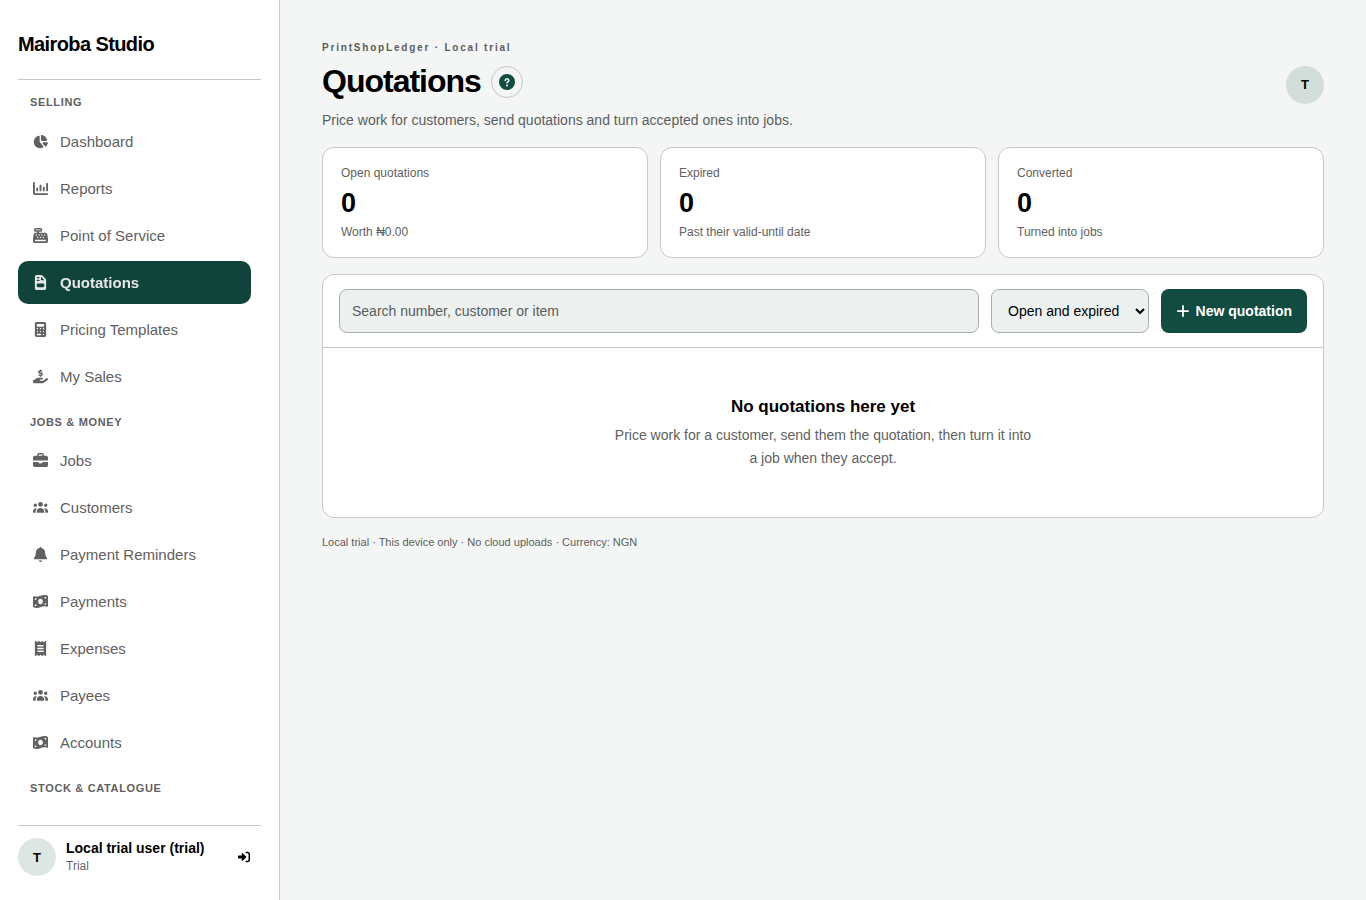 Mairoba Studio
SELLING
Dashboard
Reports
Point of Service
Quotations
Pricing Templates
My Sales
JOBS & MONEY
Jobs
Customers
Payment Reminders
Payments
Expenses
Payees
Accounts
STOCK & CATALOGUE
T
Local trial user (trial)
Trial
PrintShopLedger · Local trial
Quotations ?
T
Price work for customers, send quotations and turn accepted ones into jobs.
Open quotations
0
Worth ₦0.00
Expired
0
Past their valid-until date
Converted
0
Turned into jobs
Search number, customer or item
Open and expired
New quotation
No quotations here yet
Price work for a customer, send them the quotation, then turn it into
a job when they accept.
Local trial · This device only · No cloud uploads · Currency: NGN